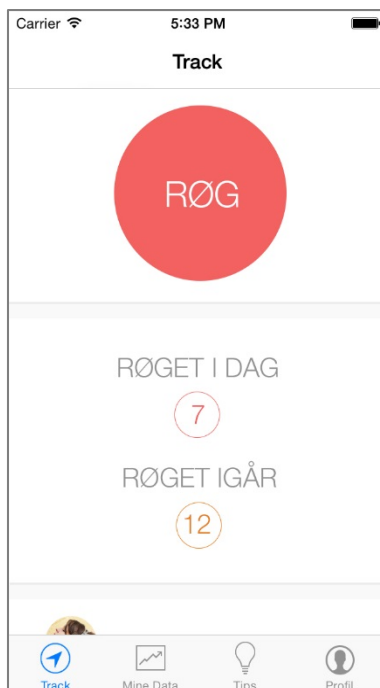 Carrier 5:33 PM
Track
RØG
RØGET I DAG
7
RØGET IGÅR
12
Track Mine Data Tips Profil